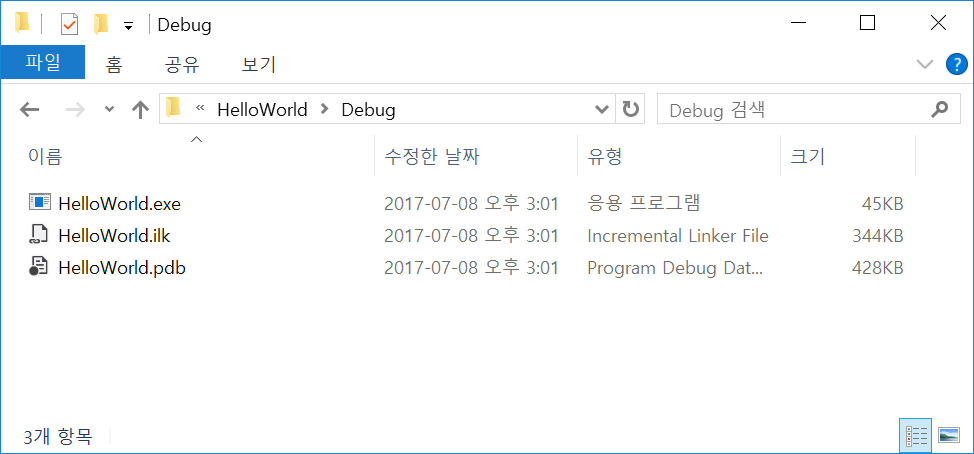 Debug
파일 홈 공유 보기
« HelloWorld > Debug Debug 검색
이름 수정한 날짜 유형 크기
HelloWorld.exe 2017-07-08 오후 3:01 응용 프로그램 45KB
HelloWorld.ilk 2017-07-08 오후 3:01 Incremental Linker File 344KB
HelloWorld.pdb 2017-07-08 오후 3:01 Program Debug Dat... 428KB
3개 항목